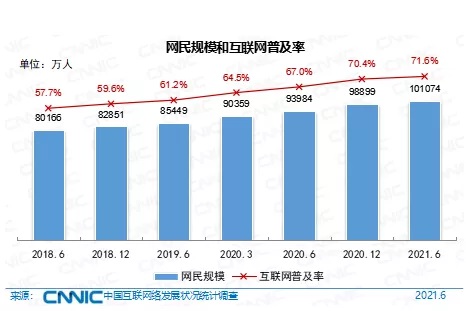 网民规模和互联网普及率
单位：万人
57.7% 59.6% 61.2% 64.5% 67.0% 70.4% 71.6%
80166 82851 85449 90359 93984 98899 101074
2018.6 2018.12 2019.6 2020.3 2020.6 2020.12 2021.6
网民规模 互联网普及率
来源： CNNIC 中国互联网络发展状况统计调查 2021.6